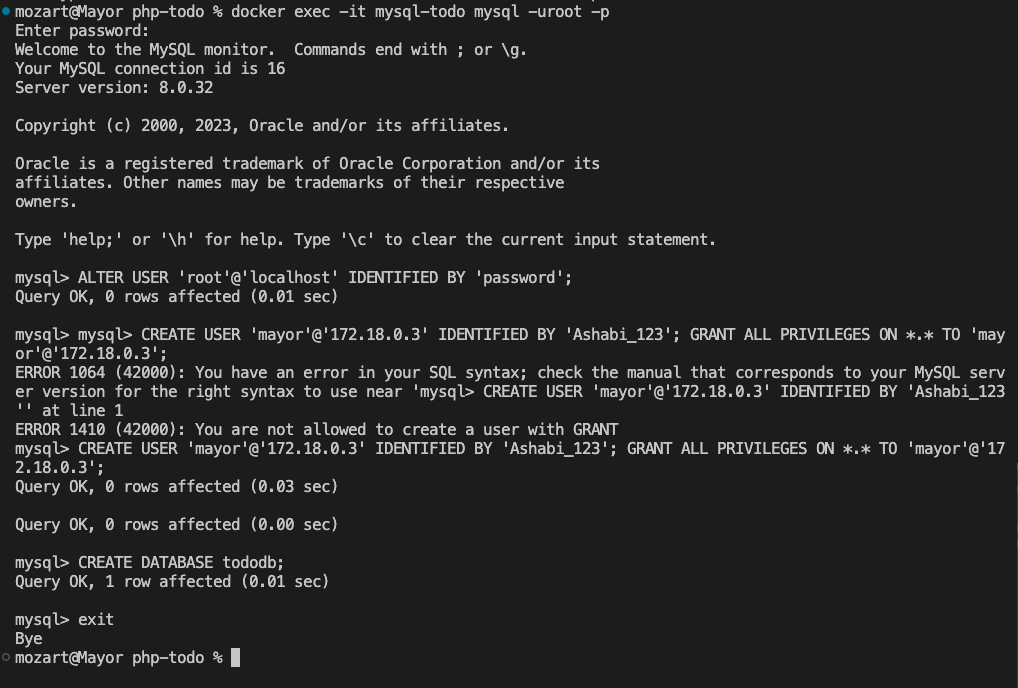 mozart@Mayor php-todo % docker exec -it mysql-todo mysql -uroot -p
Enter password:
Welcome to the MySQL monitor.  Commands end with ; or \g.
Your MySQL connection id is 16
Server version: 8.0.32

Copyright (c) 2000, 2023, Oracle and/or its affiliates.

Oracle is a registered trademark of Oracle Corporation and/or its
affiliates. Other names may be trademarks of their respective
owners.

Type 'help;' or '\h' for help. Type '\c' to clear the current input statement.

mysql> ALTER USER 'root'@'localhost' IDENTIFIED BY 'password';
Query OK, 0 rows affected (0.01 sec)

mysql> mysql> CREATE USER 'mayor'@'172.18.0.3' IDENTIFIED BY 'Ashabi_123'; GRANT ALL PRIVILEGES ON *.* TO 'may
or'@'172.18.0.3';
ERROR 1064 (42000): You have an error in your SQL syntax; check the manual that corresponds to your MySQL serv
er version for the right syntax to use near 'mysql> CREATE USER 'mayor'@'172.18.0.3' IDENTIFIED BY 'Ashabi_123
'' at line 1
ERROR 1410 (42000): You are not allowed to create a user with GRANT
mysql> CREATE USER 'mayor'@'172.18.0.3' IDENTIFIED BY 'Ashabi_123'; GRANT ALL PRIVILEGES ON *.* TO 'mayor'@'17
2.18.0.3';
Query OK, 0 rows affected (0.03 sec)

Query OK, 0 rows affected (0.00 sec)

mysql> CREATE DATABASE tododb;
Query OK, 1 row affected (0.01 sec)

mysql> exit
Bye
mozart@Mayor php-todo %